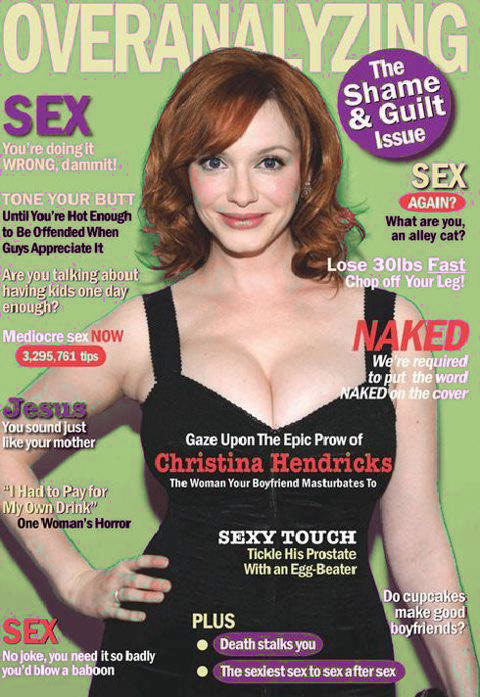 OVERANALYZING
The
Shame
& Guilt
Issue
SEX
You're doing it
WRONG, dammit!
TONE YOUR BUTT
Until You're Hot Enough
to Be Offended When
Guys Appreciate It
Are you talking about
having kids one day
enough?
Mediocre sex NOW
3,295,761 tips
Jesus
You sound just
like your mother
"I Had to Pay for
My Own Drink"
One Woman's Horror
SEX
No joke, you need it so badly
you'd blow a baboon
SEX
AGAIN?
What are you,
an alley cat?
Lose 30lbs Fast
Chop off Your Leg!
NAKED
We're required
to put the word
NAKED on the cover
Gaze Upon The Epic Prow of
Christina Hendricks
The Woman Your Boyfriend Masturbates To
SEXY TOUCH
Tickle His Prostate
With an Egg-Beater
Do cupcakes
make good
boyfriends?
PLUS
Death stalks you
The sexiest sex to sex after sex